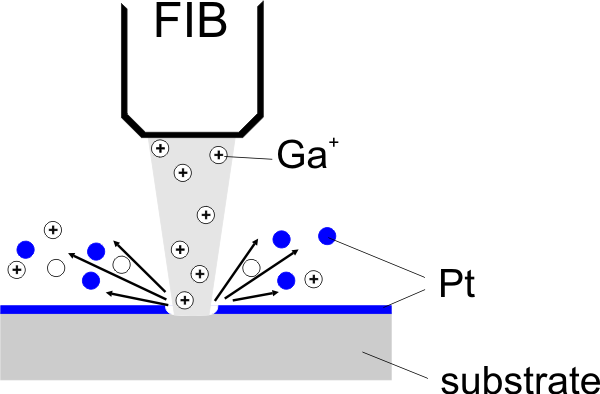 FIB
Ga⁺
Pt
substrate